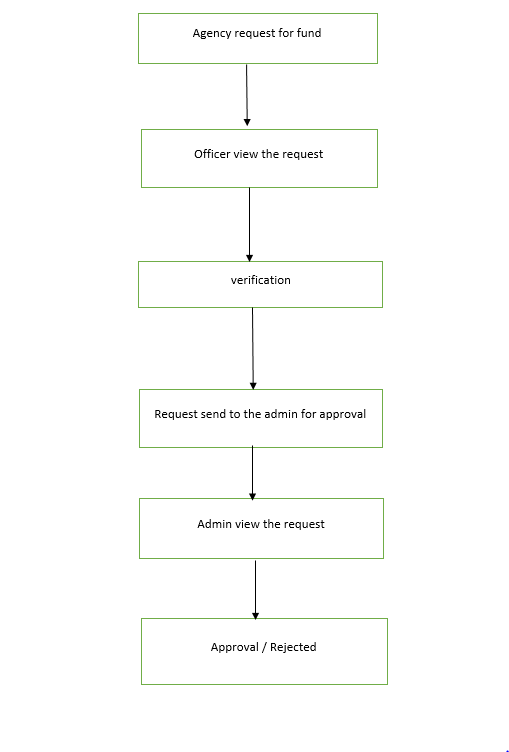 Agency request for fund
Officer view the request
verification
Request send to the admin for approval
Admin view the request
Approval / Rejected